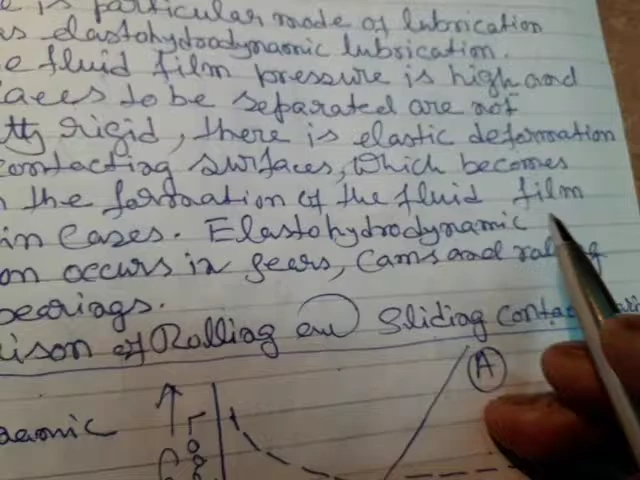 e is particular mode of lubrication
as elastohydrodynamic lubrication.
e fluid film pressure is high and
faces to be separated are not
tly rigid, there is elastic deformation
contacting surfaces, which becomes
n the formation of the fluid film
in cases. Elastohydrodynamic
on occurs in gears, cams and rolling
bearings.
rison of Rolling and Sliding contact
A
namic